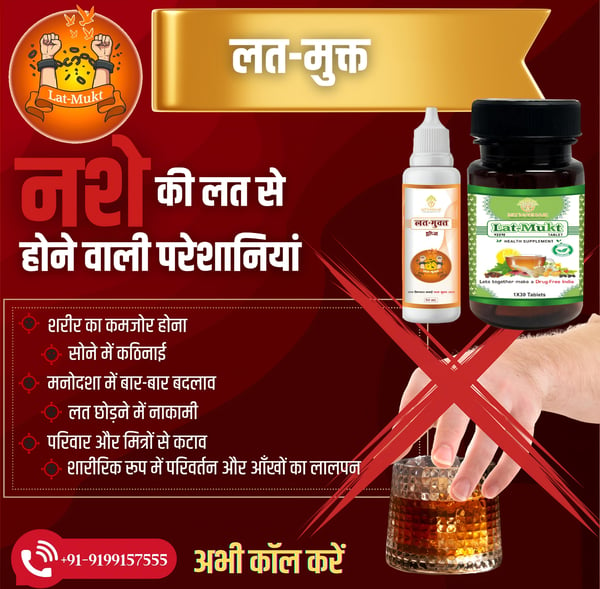 लत-मुक्त
Lat-Mukt
नशे की लत से
होने वाली परेशानियां
लत-मुक्त
Lat-Mukt
TABLET
HEALTH SUPPLEMENT
Lets together make a Drug Free India
1X30 Tablets
शरीर का कमजोर होना
सोने में कठिनाई
मनोदशा में बार-बार बदलाव
लत छोड़ने में नाकामी
परिवार और मित्रों से कटाव
शारीरिक रूप में परिवर्तन और आँखों का लालपन
+91-9199157555
अभी कॉल करें